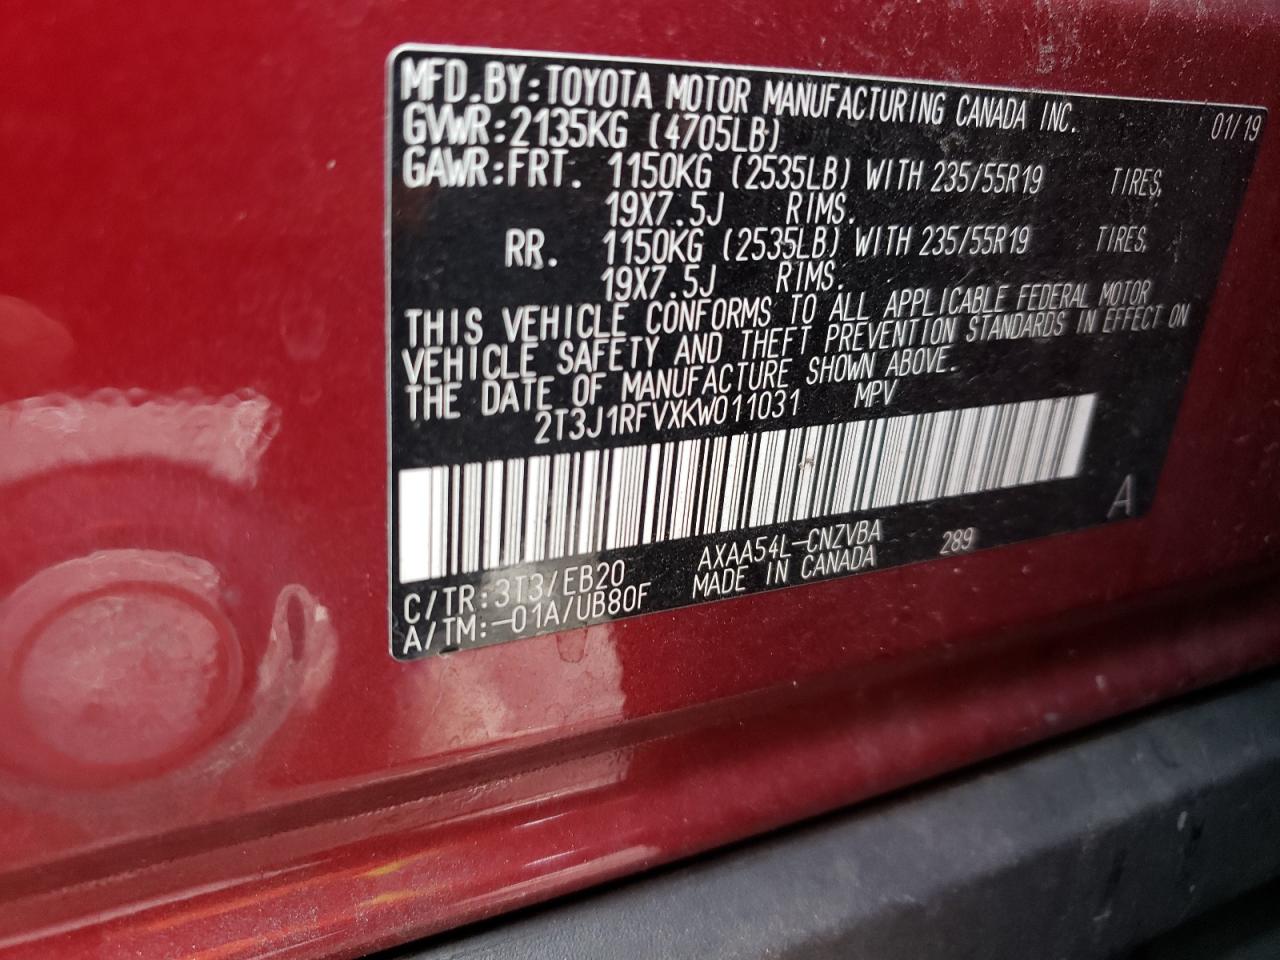 MFD.BY:TOYOTA MOTOR MANUFACTURING CANADA INC. 01/19
GVWR:2135KG (4705LB)
GAWR:FRT. 1150KG (2535LB) WITH 235/55R19 TIRES,
19X7.5J RIMS.
RR. 1150KG (2535LB) WITH 235/55R19 TIRES,
19X7.5J RIMS.
THIS VEHICLE CONFORMS TO ALL APPLICABLE FEDERAL MOTOR
VEHICLE SAFETY AND THEFT PREVENTION STANDARDS IN EFFECT ON
THE DATE OF MANUFACTURE SHOWN ABOVE.
2T3J1RFVXKW011031 MPV
A
C/TR:3T3/EB20 AXAA54L-CNZVBA 289
A/TM:-01A/UB80F MADE IN CANADA